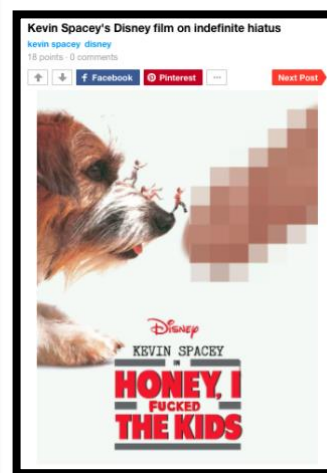 Kevin Spacey's Disney film on indefinite hiatus
kevin spacey disney
18 points · 0 comments
f Facebook Pinterest ... Next Post
Disney
KEVIN SPACEY
IN
HONEY, I
FUCKED
THE KIDS